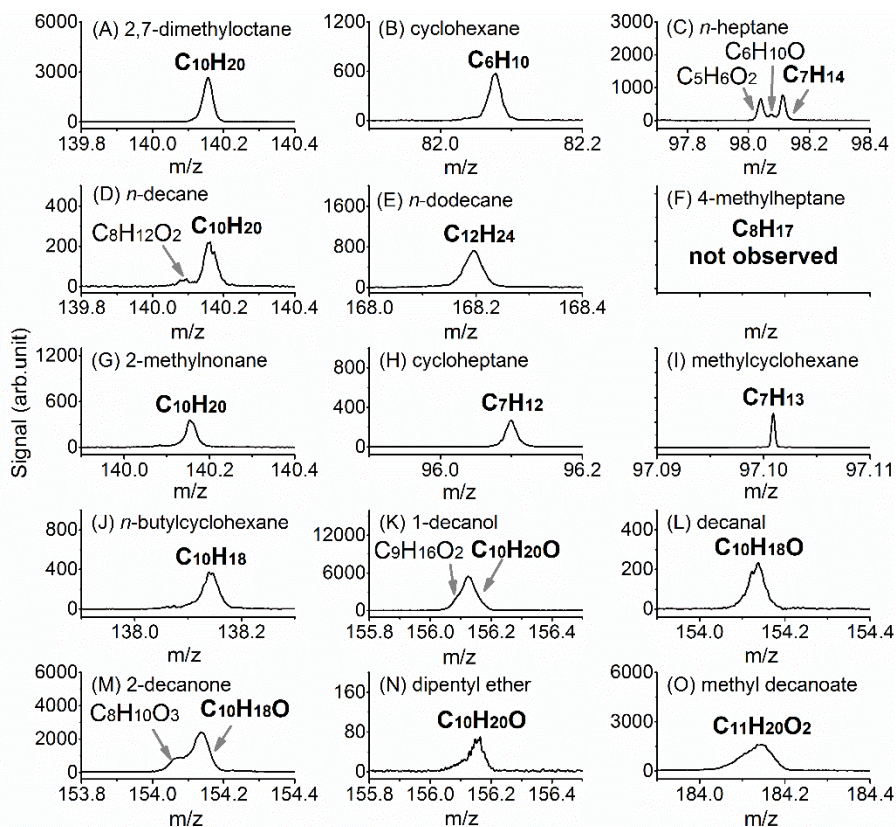 (A) 2,7-dimethyloctane
C10H20
6000
3000
0
139.8 140.0 140.2 140.4
m/z
(B) cyclohexane
C6H10
1200
600
0
82.0 82.2
m/z
(C) n-heptane
C6H10O
C5H6O2
C7H14
3000
2000
1000
0
97.8 98.0 98.2 98.4
m/z
(D) n-decane
C8H12O2
C10H20
400
200
0
139.8 140.0 140.2 140.4
m/z
(E) n-dodecane
C12H24
1600
800
0
168.0 168.2 168.4
m/z
(F) 4-methylheptane
C8H17
not observed
m/z
Signal (arb.unit)
(G) 2-methylnonane
C10H20
1200
600
0
140.0 140.2 140.4
m/z
(H) cycloheptane
C7H12
800
400
0
96.0 96.2
m/z
(I) methylcyclohexane
C7H13
97.09 97.10 97.11
m/z
(J) n-butylcyclohexane
C10H18
800
400
0
138.0 138.2
m/z
(K) 1-decanol
C9H16O2
C10H20O
12000
6000
0
155.8 156.0 156.2 156.5
m/z
(L) decanal
C10H18O
400
200
0
154.0 154.2 154.4
m/z
(M) 2-decanone
C8H10O3
C10H18O
6000
4000
2000
0
153.8 154.0 154.2 154.4
m/z
(N) dipentyl ether
C10H20O
160
80
0
155.8 156.0 156.2 156.5
m/z
(O) methyl decanoate
C11H20O2
6000
3000
0
184.0 184.2 184.4
m/z